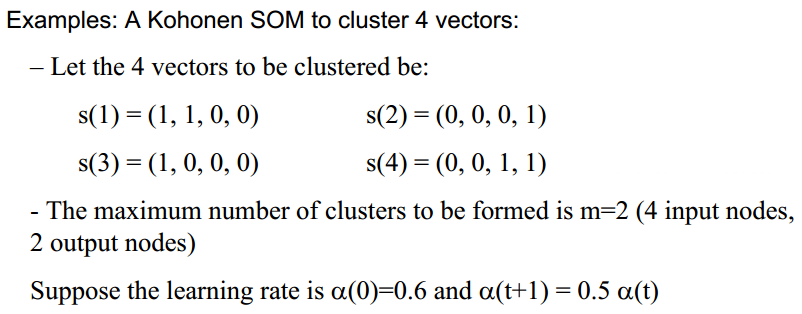 Examples: A Kohonen SOM to cluster 4 vectors:
– Let the 4 vectors to be clustered be:
s(1) = (1, 1, 0, 0) s(2) = (0, 0, 0, 1)
s(3) = (1, 0, 0, 0) s(4) = (0, 0, 1, 1)
- The maximum number of clusters to be formed is m=2 (4 input nodes,
2 output nodes)
Suppose the learning rate is α(0)=0.6 and α(t+1) = 0.5 α(t)